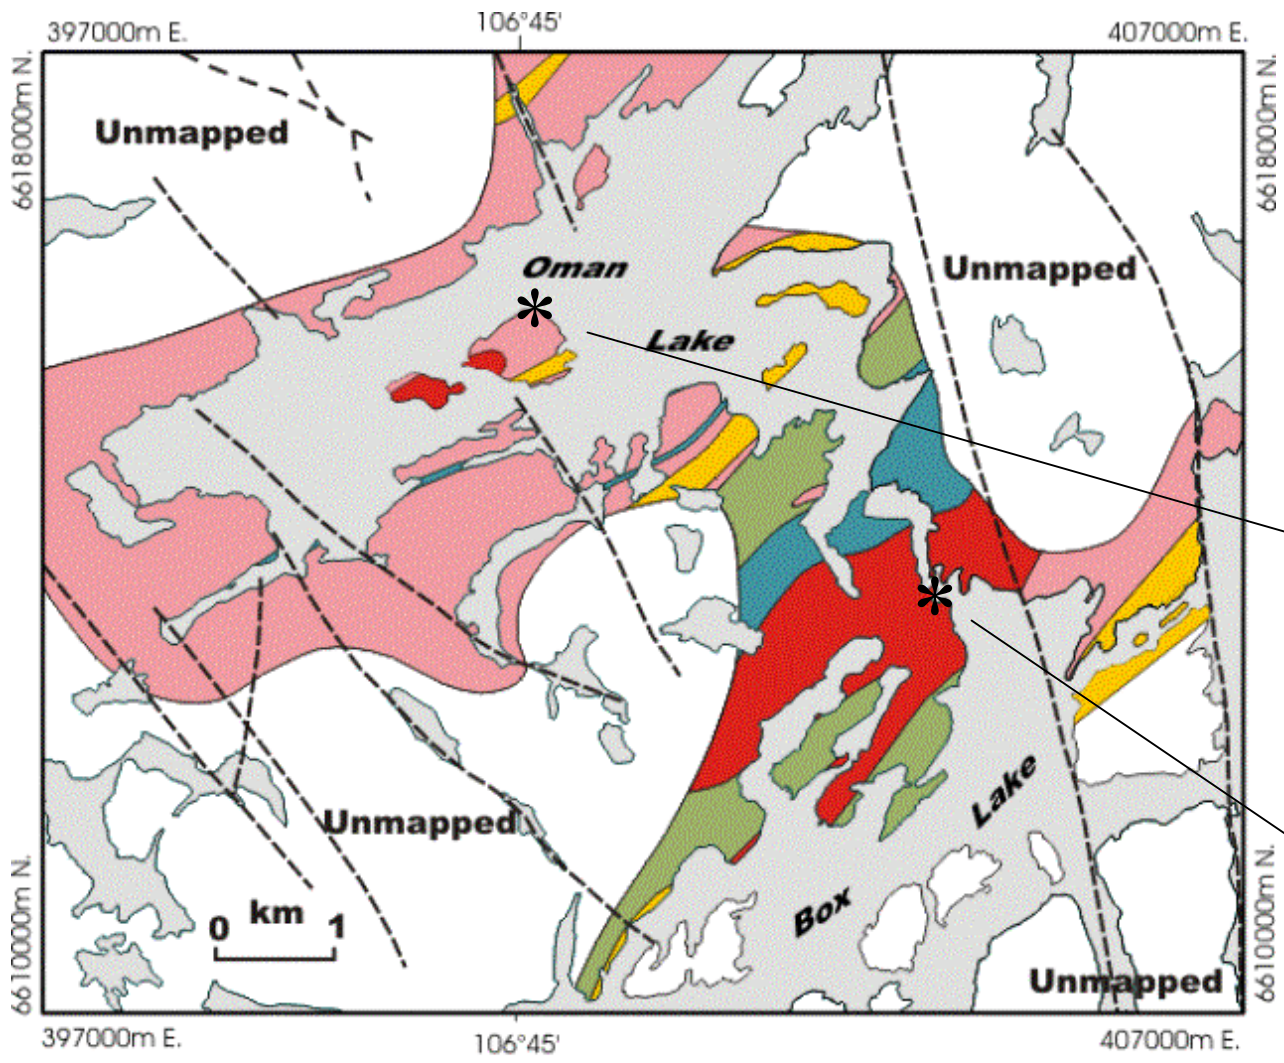 106°45'
397000m E.
407000m E.
6618000m N.
6618000m N.
Unmapped
Oman
Unmapped
Lake
*
*
Lake
Unmapped
Box
km
0 1
Unmapped
6610000m N.
6610000m N.
397000m E.
106°45'
407000m E.